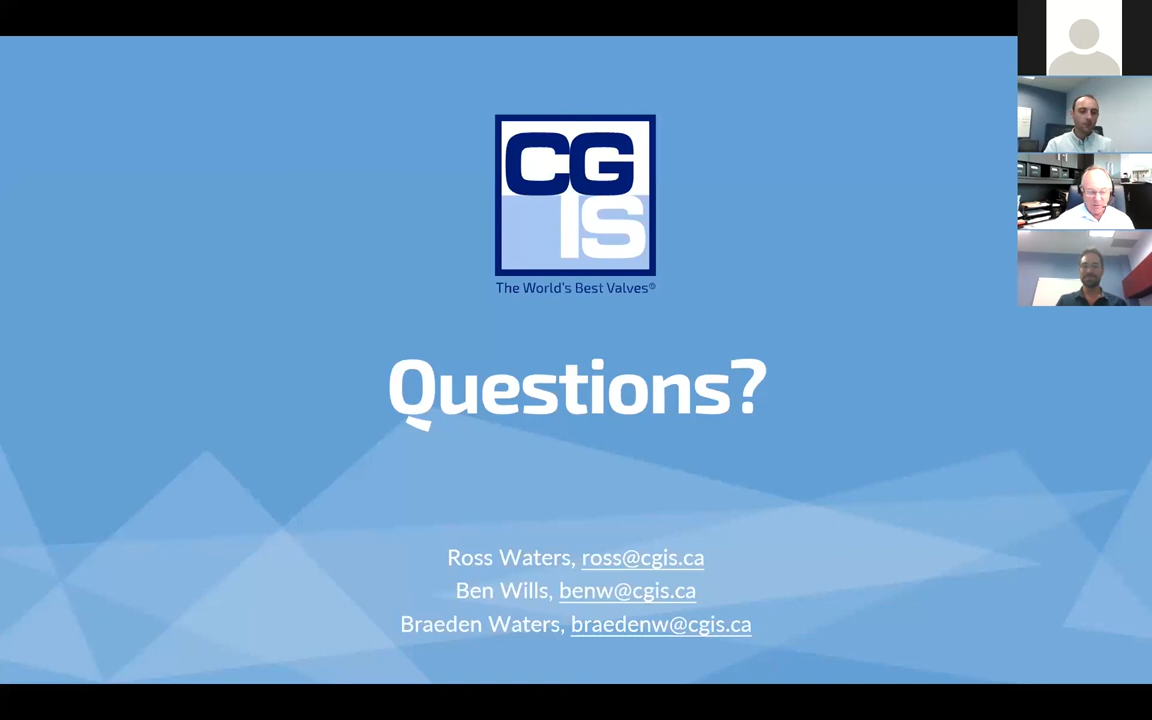 CG
IS
The World's Best Valves®
Questions?
Ross Waters, ross@cgis.ca
Ben Wills, benw@cgis.ca
Braeden Waters, braedenw@cgis.ca